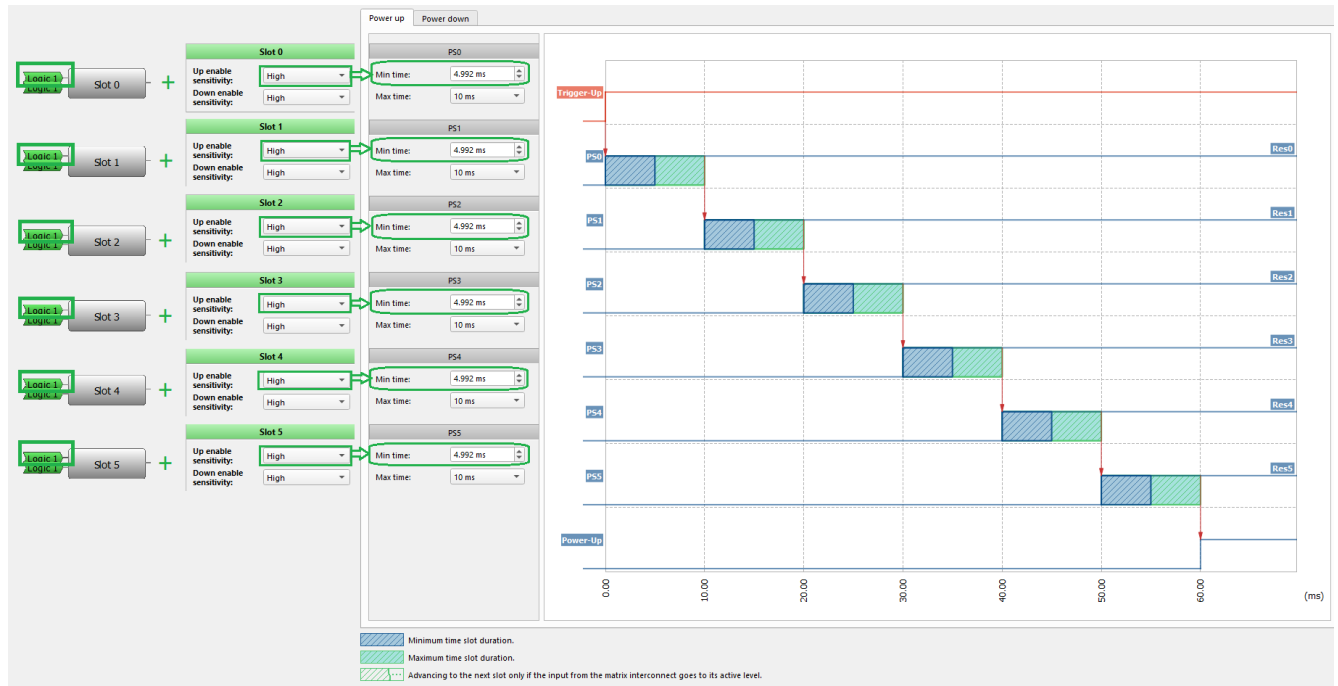 Power up
Power down
Slot 0
Up enable
sensitivity:
High
Down enable
sensitivity:
High
Logic 1
Logic 1
Slot 0
+
PS0
Min time:
4.992 ms
Max time:
10 ms
Slot 1
Up enable
sensitivity:
High
Down enable
sensitivity:
High
Logic 1
Logic 1
Slot 1
+
PS1
Min time:
4.992 ms
Max time:
10 ms
Slot 2
Up enable
sensitivity:
High
Down enable
sensitivity:
High
Logic 1
Logic 1
Slot 2
+
PS2
Min time:
4.992 ms
Max time:
10 ms
Slot 3
Up enable
sensitivity:
High
Down enable
sensitivity:
High
Logic 1
Logic 1
Slot 3
+
PS3
Min time:
4.992 ms
Max time:
10 ms
Slot 4
Up enable
sensitivity:
High
Down enable
sensitivity:
High
Logic 1
Logic 1
Slot 4
+
PS4
Min time:
4.992 ms
Max time:
10 ms
Slot 5
Up enable
sensitivity:
High
Down enable
sensitivity:
High
Logic 1
Logic 1
Slot 5
+
PS5
Min time:
4.992 ms
Max time:
10 ms
Trigger-Up
PS0
Res0
PS1
Res1
PS2
Res2
PS3
Res3
PS4
Res4
PS5
Res5
Power-Up
0.00
10.00
20.00
30.00
40.00
50.00
60.00
(ms)
Minimum time slot duration.
Maximum time slot duration.
Advancing to the next slot only if the input from the matrix interconnect goes to its active level.